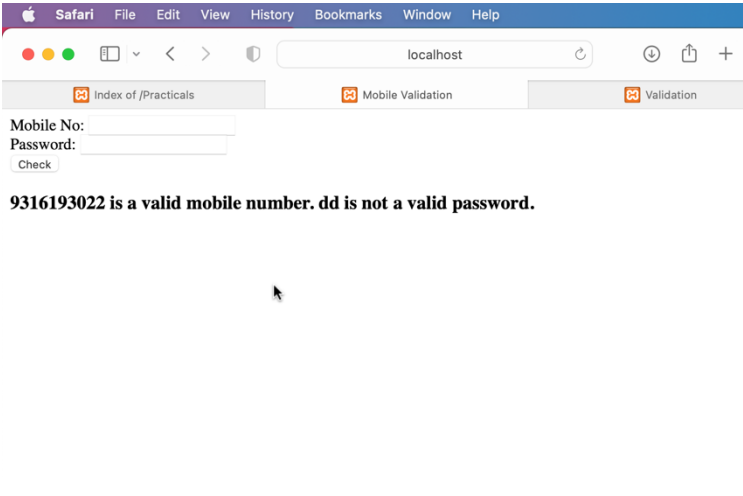 Safari File Edit View History Bookmarks Window Help
localhost
Index of /Practicals Mobile Validation Validation
Mobile No:
Password:
Check
9316193022 is a valid mobile number. dd is not a valid password.